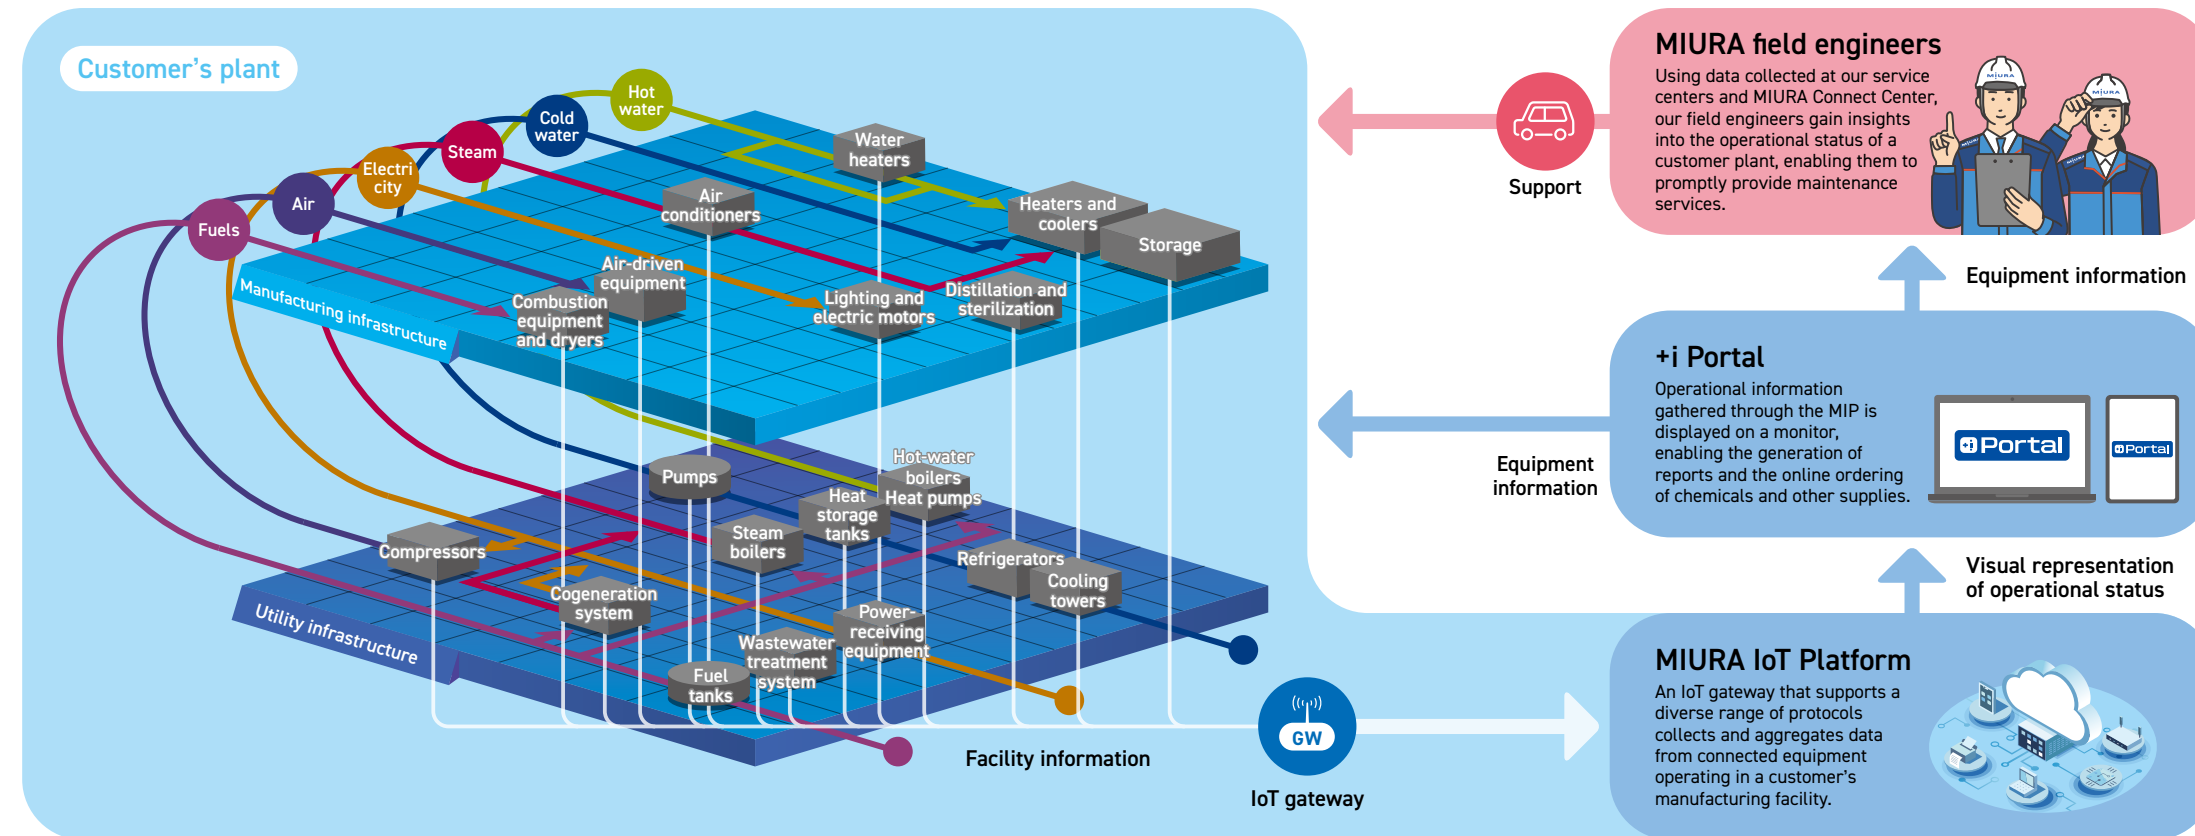 Customer's plant
Hot
water
Cold
water
Steam
Electri
city
Air
Fuels
Water
heaters
Air
conditioners
Heaters and
coolers
Storage
Air-driven
equipment
Combustion
equipment
and dryers
Lighting and
electric motors
Distillation and
sterilization
Manufacturing infrastructure
Pumps
Hot-water
boilers
Heat pumps
Heat
storage
tanks
Steam
boilers
Compressors
Refrigerators
Cooling
towers
Cogeneration
system
Power-
receiving
equipment
Wastewater
treatment
system
Fuel
tanks
Utility infrastructure
Facility information
GW
IoT gateway
Support
Equipment
information
MIURA field engineers
Using data collected at our service
centers and MIURA Connect Center,
our field engineers gain insights
into the operational status of a
customer plant, enabling them to
promptly provide maintenance
services.
MIURA
MIURA
MIURA
Equipment information
+i Portal
Operational information
gathered through the MIP is
displayed on a monitor,
enabling the generation of
reports and the online ordering
of chemicals and other supplies.
+i Portal
+i Portal
Visual representation
of operational status
MIURA IoT Platform
An IoT gateway that supports a
diverse range of protocols
collects and aggregates data
from connected equipment
operating in a customer's
manufacturing facility.